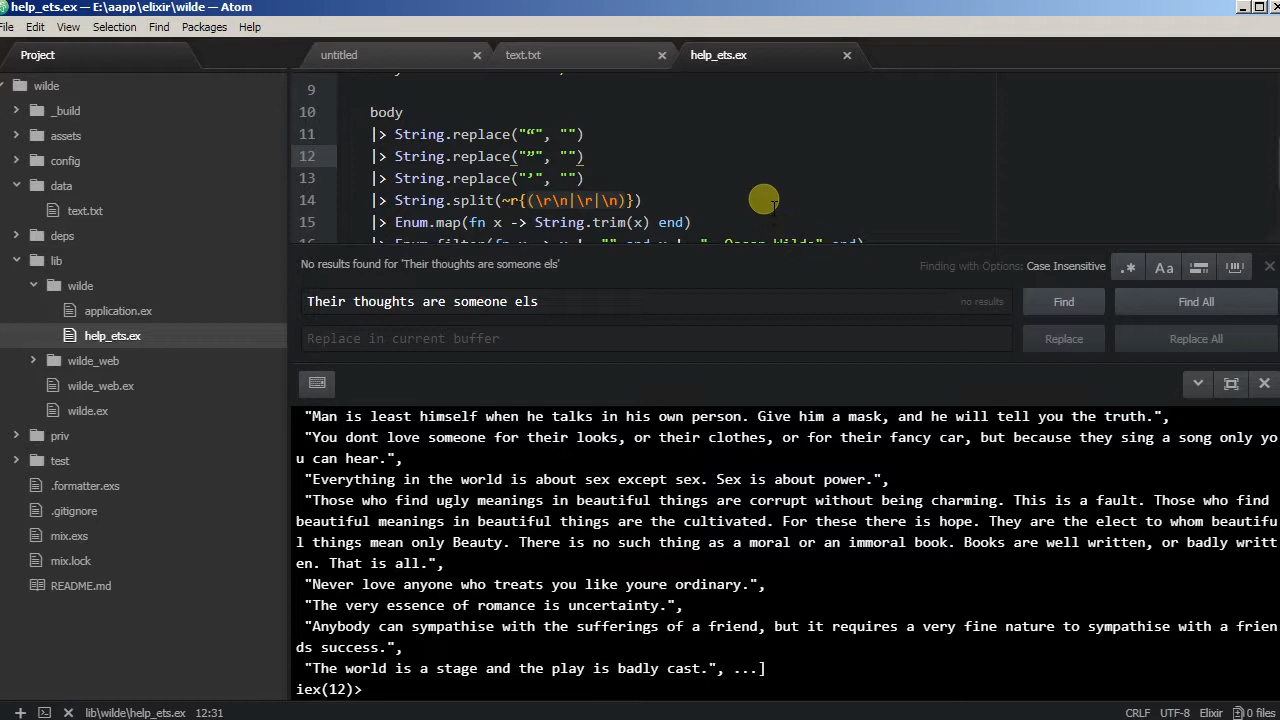 help_ets.ex — E:\aapp\elixir\wilde — Atom
File Edit View Selection Find Packages Help
Project
untitled
text.txt
help_ets.ex
wilde
_build
assets
config
data
text.txt
deps
lib
wilde
application.ex
help_ets.ex
wilde_web
wilde_web.ex
wilde.ex
priv
test
.formatter.exs
.gitignore
mix.exs
mix.lock
README.md
9
10 body
11 |> String.replace("“", "")
12 |> String.replace("”", "")
13 |> String.replace("’", "")
14 |> String.split(~r{(\r\n|\r|\n)})
15 |> Enum.map(fn x -> String.trim(x) end)
16 |> Enum.filter(fn x ->
No results found for 'Their thoughts are someone els'
Finding with Options: Case Insensitive
.* Aa
Their thoughts are someone els
no results
Find
Find All
Replace in current buffer
Replace
Replace All
"Man is least himself when he talks in his own person. Give him a mask, and he will tell you the truth.",
"You dont love someone for their looks, or their clothes, or for their fancy car, but because they sing a song only yo
u can hear.",
"Everything in the world is about sex except sex. Sex is about power.",
"Those who find ugly meanings in beautiful things are corrupt without being charming. This is a fault. Those who find
beautiful meanings in beautiful things are the cultivated. For these there is hope. They are the elect to whom beautifu
l things mean only Beauty. There is no such thing as a moral or an immoral book. Books are well written, or badly writt
en. That is all.",
"Never love anyone who treats you like youre ordinary.",
"The very essence of romance is uncertainty.",
"Anybody can sympathise with the sufferings of a friend, but it requires a very fine nature to sympathise with a frien
ds success.",
"The world is a stage and the play is badly cast.", ...]
iex(12)>
lib\wilde\help_ets.ex 12:31
CRLF UTF-8 Elixir 0 files